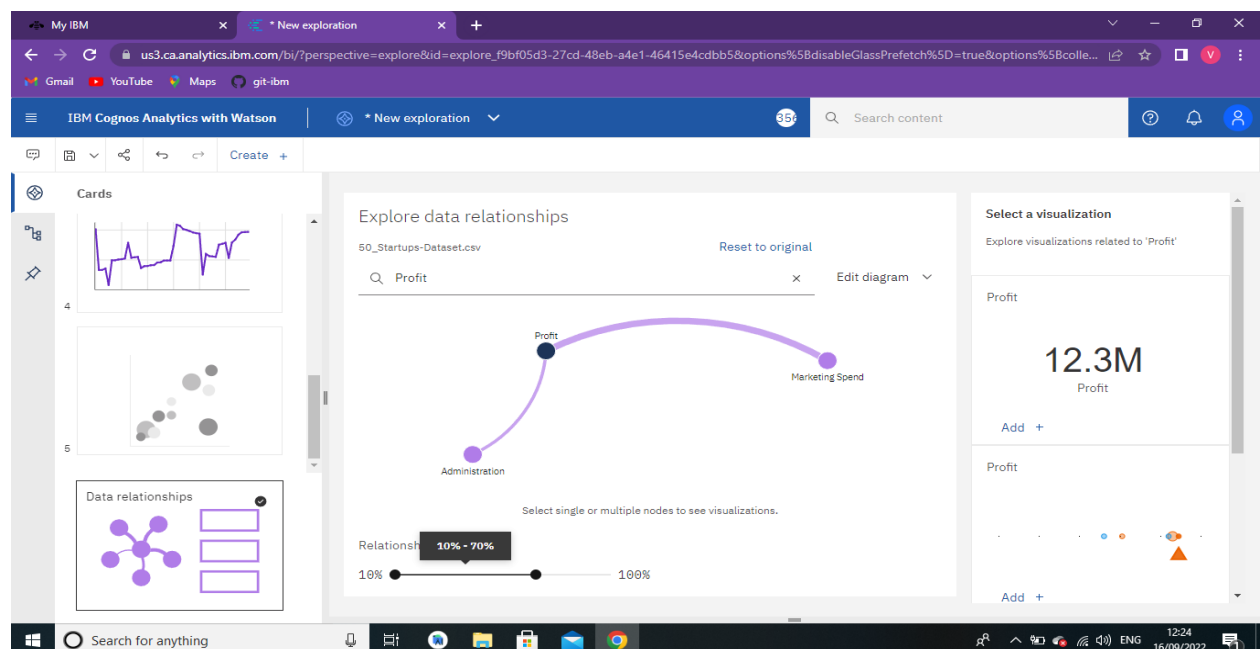 My IBM
* New exploration
us3.ca.analytics.ibm.com/bi/?perspective=explore&id=explore_f9bf05d3-27cd-48eb-a4e1-46415e4cdbb5&options%5BdisableGlassPrefetch%5D=true&options%5Bcolle...
V
Gmail
YouTube
Maps
git-ibm
IBM Cognos Analytics with Watson
* New exploration
356
Search content
Create +
Cards
4
5
Data relationships
Explore data relationships
50_Startups-Dataset.csv
Reset to original
Profit
Edit diagram
Profit
Marketing Spend
Administration
Select single or multiple nodes to see visualizations.
Relationsh
10% - 70%
10%
100%
Select a visualization
Explore visualizations related to 'Profit'
Profit
12.3M
Profit
Add +
Profit
Add +
Search for anything
ENG
12:24
16/09/2022